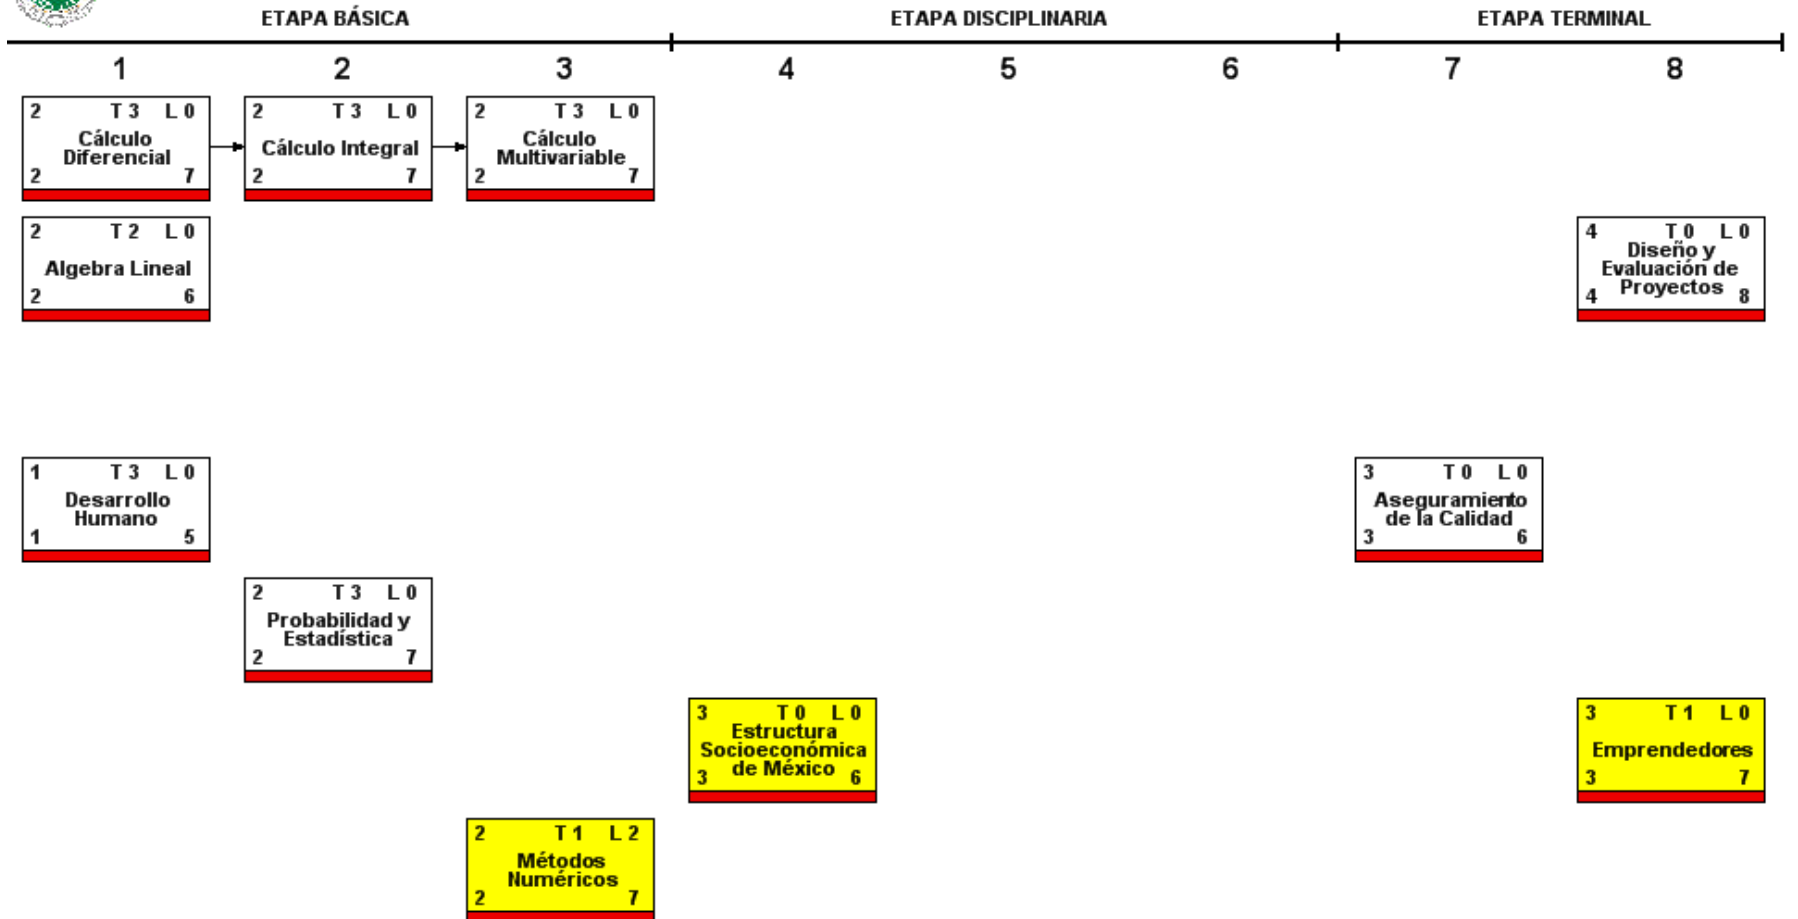 ETAPA BÁSICA ETAPA DISCIPLINARIA ETAPA TERMINAL
1 2 3 4 5 6 7 8
2 T 3 L 0
Cálculo
Diferencial
2 7
2 T 3 L 0
Cálculo Integral
2 7
2 T 3 L 0
Cálculo
Multivariable
2 7
2 T 2 L 0
Algebra Lineal
2 6
4 T 0 L 0
Diseño y
Evaluación de
Proyectos
4 8
1 T 3 L 0
Desarrollo
Humano
1 5
3 T 0 L 0
Aseguramiento
de la Calidad
3 6
2 T 3 L 0
Probabilidad y
Estadística
2 7
3 T 0 L 0
Estructura
Socioeconómica
de México
3 6
3 T 1 L 0
Emprendedores
3 7
2 T 1 L 2
Métodos
Numéricos
2 7